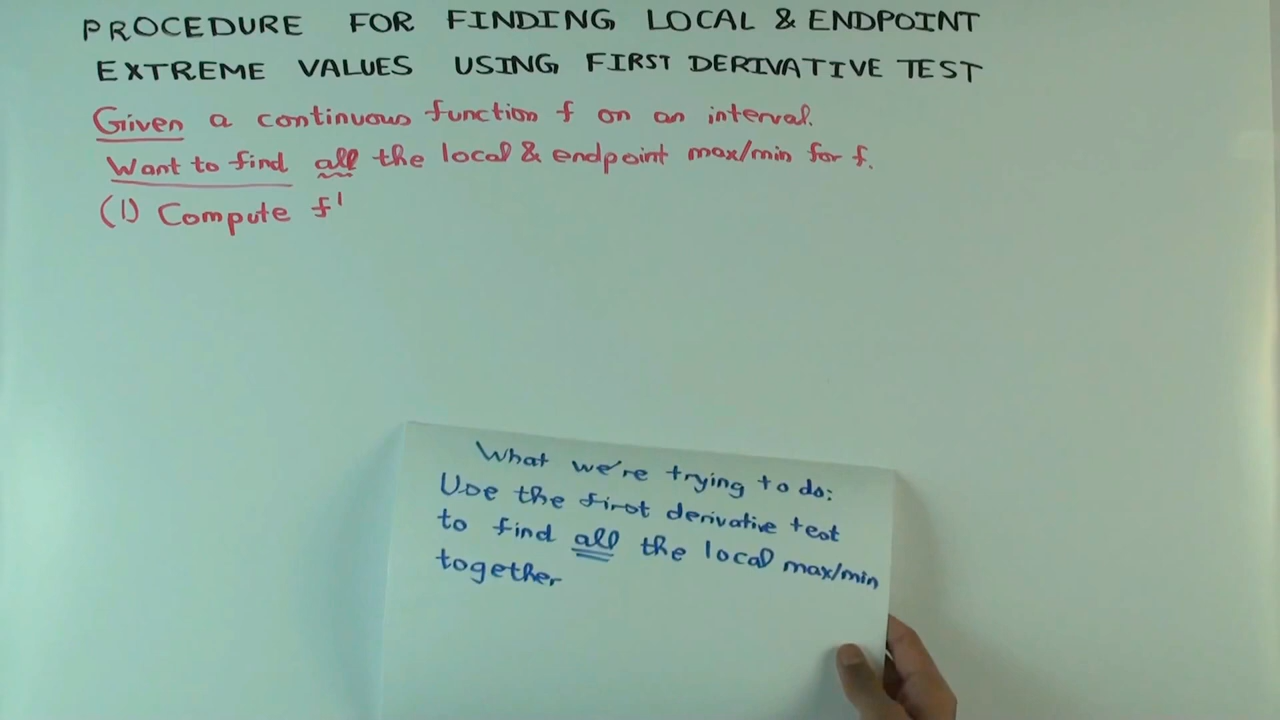 PROCEDURE FOR FINDING LOCAL & ENDPOINT
EXTREME VALUES USING FIRST DERIVATIVE TEST
Given a continuous function f on an interval.
Want to find all the local & endpoint max/min for f.
(1) Compute f'
What we're trying to do:
Use the first derivative test
to find all the local max/min
together